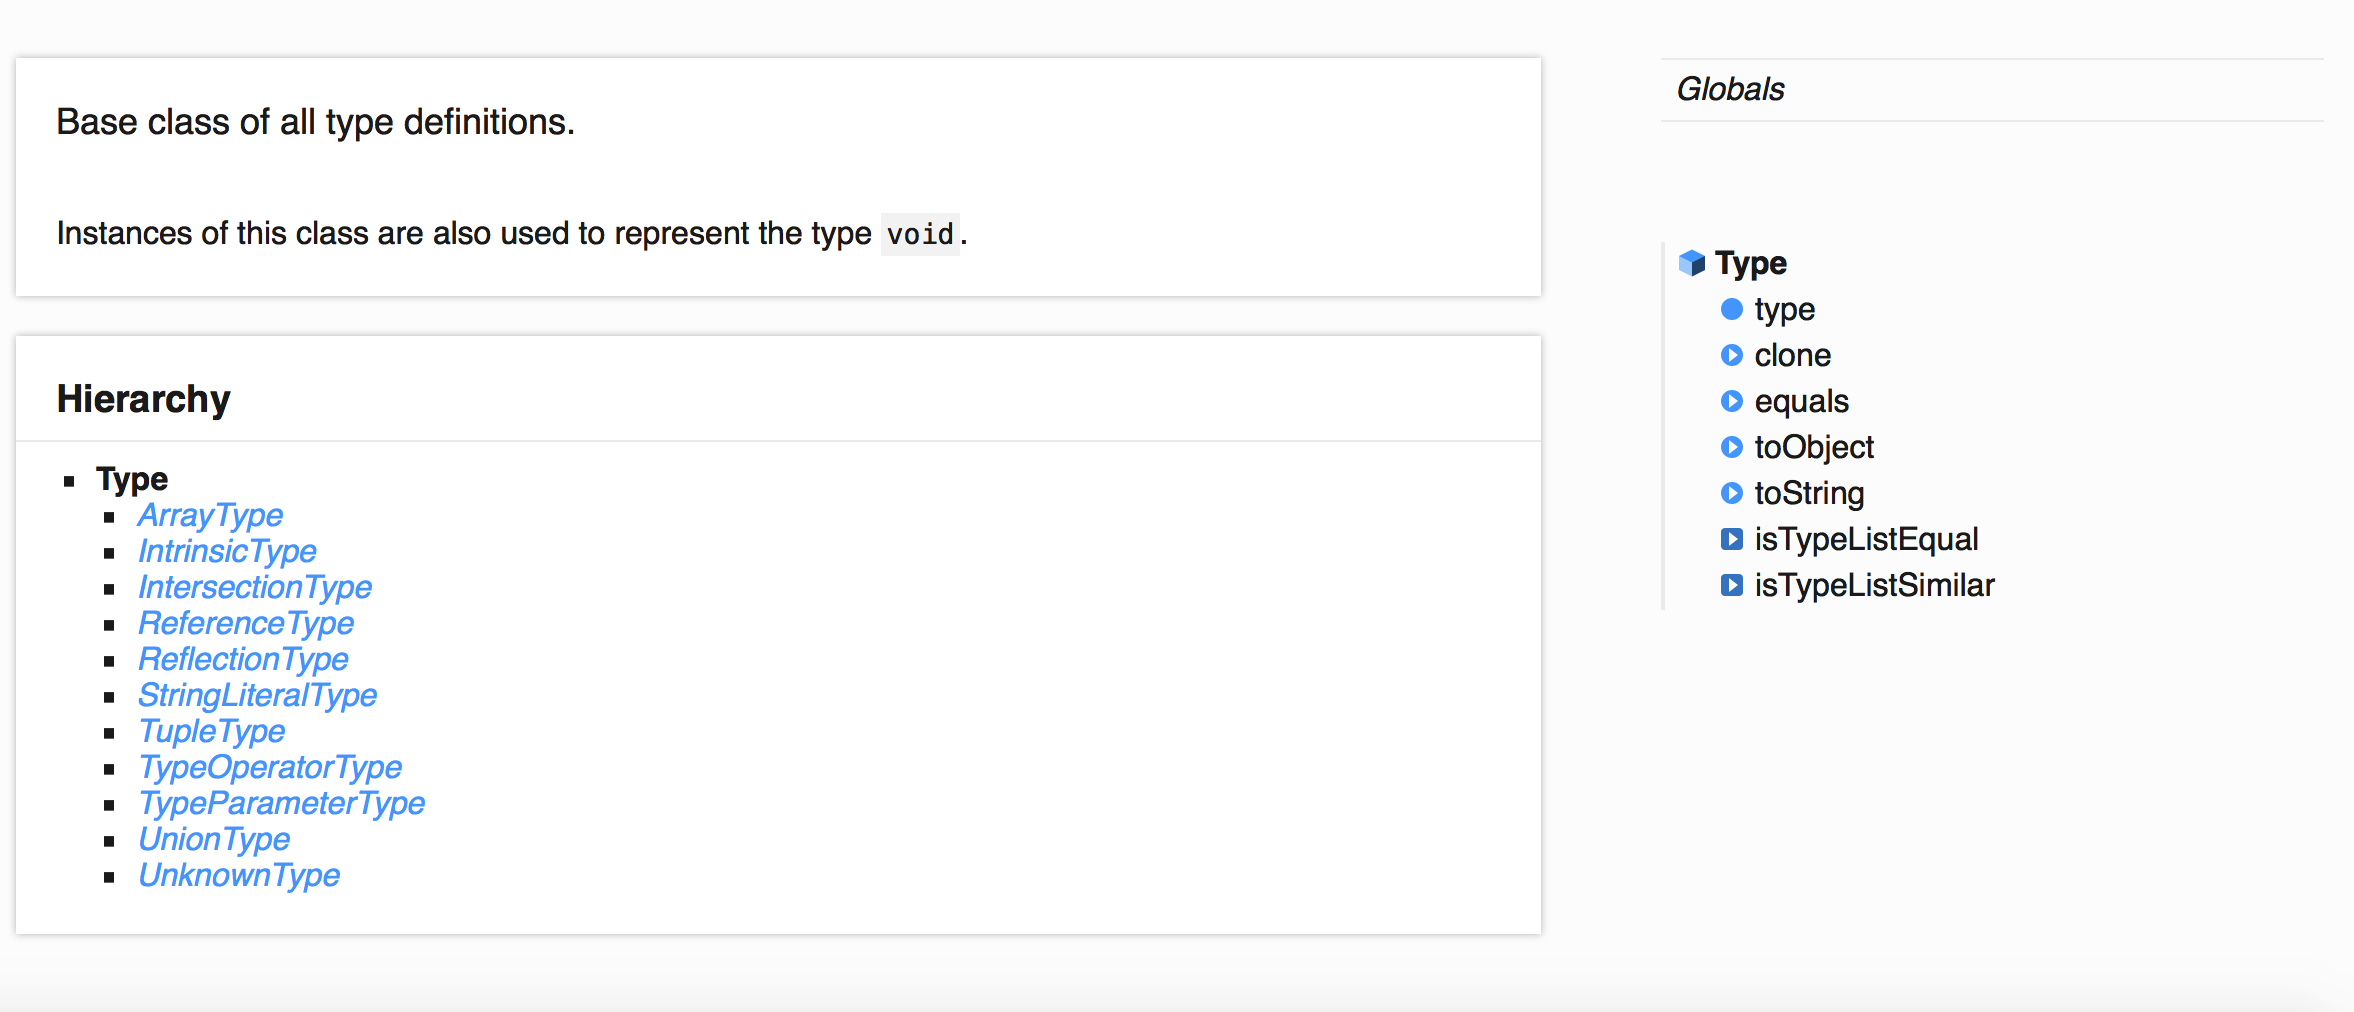 Base class of all type definitions.
Instances of this class are also used to represent the type void.
Hierarchy
Type
ArrayType
IntrinsicType
IntersectionType
ReferenceType
ReflectionType
StringLiteralType
TupleType
TypeOperatorType
TypeParameterType
UnionType
UnknownType
Globals
Type
type
clone
equals
toObject
toString
isTypeListEqual
isTypeListSimilar